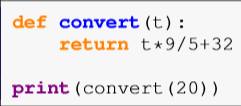 def convert(t):
    return t*9/5+32

print(convert(20))